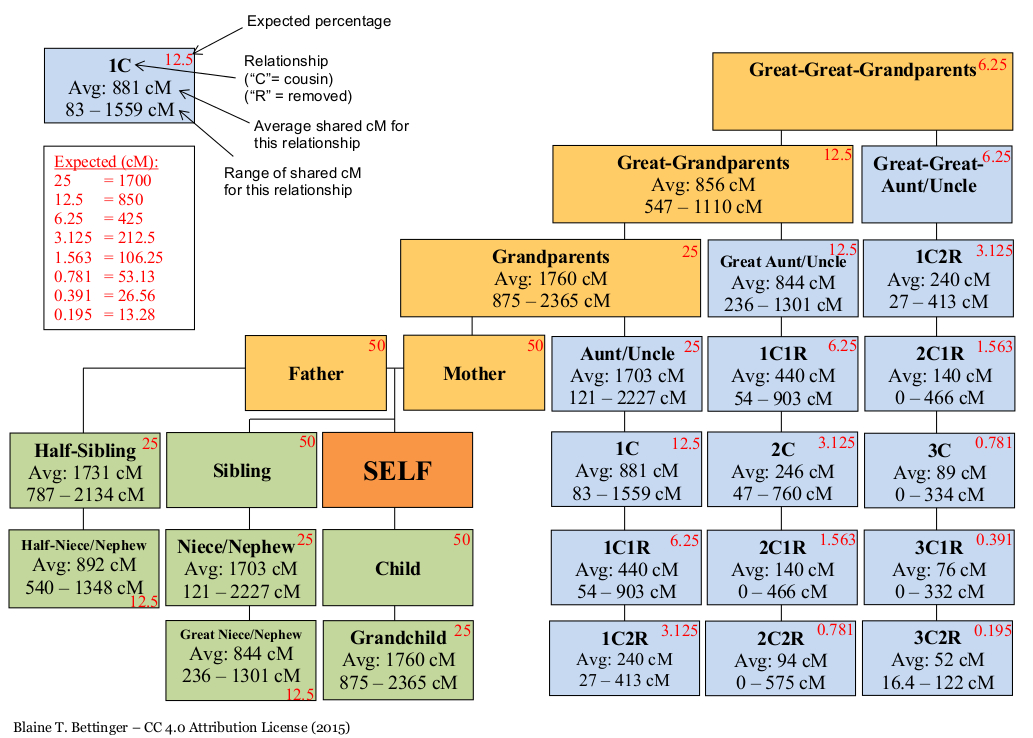 Expected percentage
1C 12.5
Avg: 881 cM
83 – 1559 cM
Relationship
("C"= cousin)
("R" = removed)
Average shared cM for
this relationship
Range of shared cM
for this relationship
Expected (cM):
25 = 1700
12.5 = 850
6.25 = 425
3.125 = 212.5
1.563 = 106.25
0.781 = 53.13
0.391 = 26.56
0.195 = 13.28
Great-Great-Grandparents 6.25
Great-Grandparents 12.5
Avg: 856 cM
547 – 1110 cM
Great-Great- 6.25
Aunt/Uncle
Grandparents 25
Avg: 1760 cM
875 - 2365 cM
Great Aunt/Uncle 12.5
Avg: 844 cM
236 – 1301 cM
1C2R 3.125
Avg: 240 cM
27 – 413 cM
Father 50
Mother 50
Aunt/Uncle 25
Avg: 1703 cM
121 – 2227 cM
1C1R 6.25
Avg: 440 cM
54 – 903 cM
2C1R 1.563
Avg: 140 cM
0 – 466 cM
Half-Sibling 25
Avg: 1731 cM
787 – 2134 cM
Sibling 50
SELF
1C 12.5
Avg: 881 cM
83 – 1559 cM
2C 3.125
Avg: 246 cM
47 – 760 cM
3C 0.781
Avg: 89 cM
0 – 334 cM
Half-Niece/Nephew
Avg: 892 cM
540 – 1348 cM
12.5
Niece/Nephew 25
Avg: 1703 cM
121 – 2227 cM
Child 50
1C1R 6.25
Avg: 440 cM
54 – 903 cM
2C1R 1.563
Avg: 140 cM
0 – 466 cM
3C1R 0.391
Avg: 76 cM
0 – 332 cM
Great Niece/Nephew
Avg: 844 cM
236 – 1301 cM
12.5
Grandchild 25
Avg: 1760 cM
875 – 2365 cM
1C2R 3.125
Avg: 240 cM
27 – 413 cM
2C2R 0.781
Avg: 94 cM
0 – 575 cM
3C2R 0.195
Avg: 52 cM
16.4 – 122 cM
Blaine T. Bettinger – CC 4.0 Attribution License (2015)